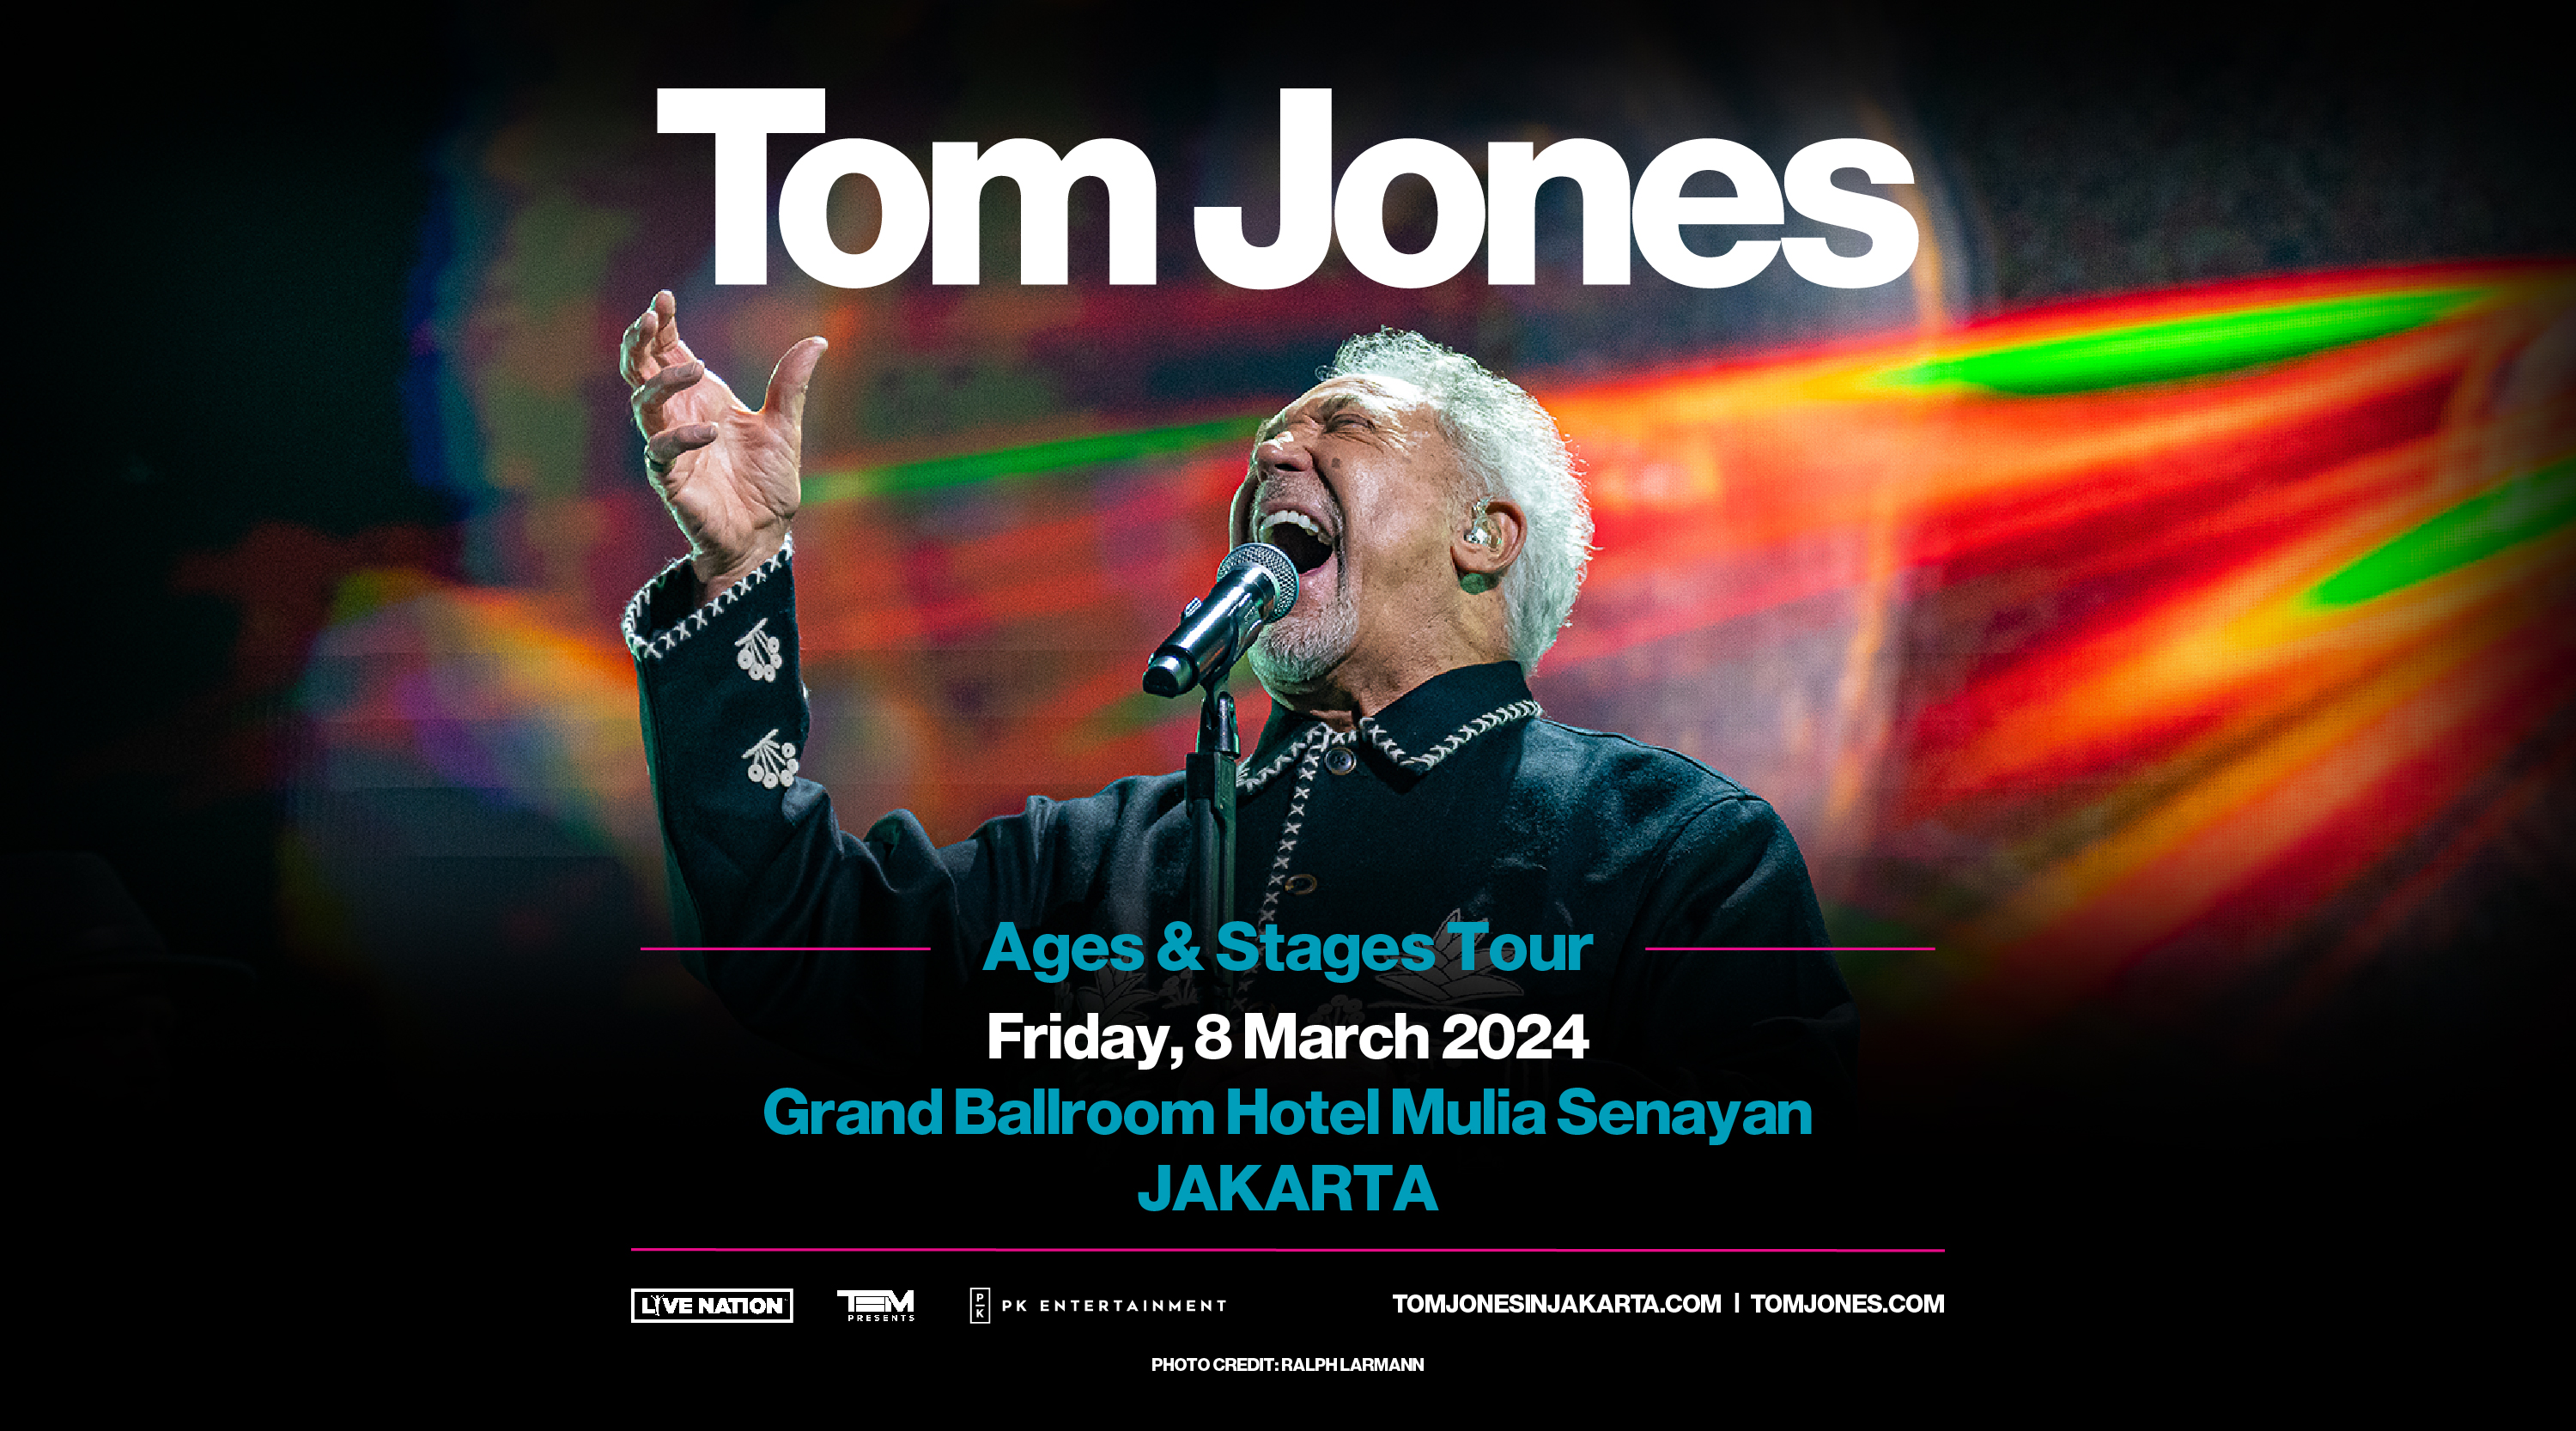 Tom Jones
Ages & Stages Tour
Friday, 8 March 2024
Grand Ballroom Hotel Mulia Senayan
JAKARTA
LIVE NATION
TEM
PRESENTS
P
K
PK ENTERTAINMENT
TOMJONESINJAKARTA.COM | TOMJONES.COM
PHOTO CREDIT: RALPH LARMANN